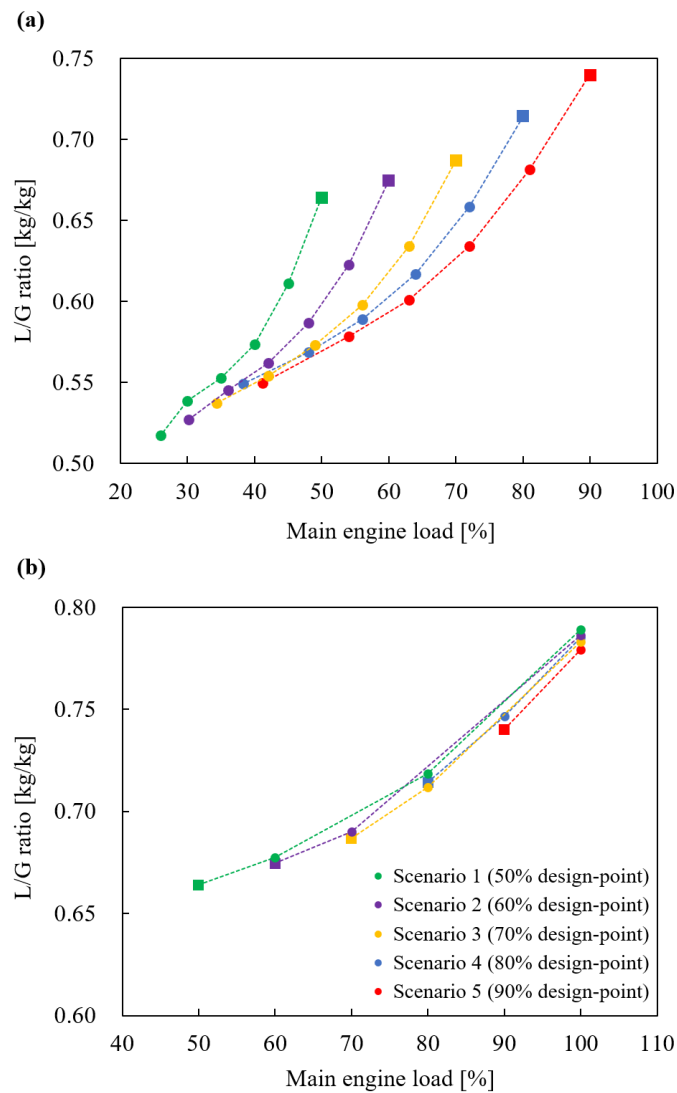 (a)
0.75
0.70
0.65
0.60
0.55
0.50
L/G ratio [kg/kg]
20 30 40 50 60 70 80 90 100
Main engine load [%]
(b)
0.80
0.75
0.70
0.65
0.60
L/G ratio [kg/kg]
Scenario 1 (50% design-point)
Scenario 2 (60% design-point)
Scenario 3 (70% design-point)
Scenario 4 (80% design-point)
Scenario 5 (90% design-point)
40 50 60 70 80 90 100 110
Main engine load [%]